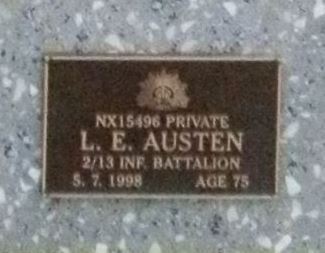 NX15496 PRIVATE
L. E. AUSTEN
2/13 INF. BATTALION
5. 7. 1998 AGE 75